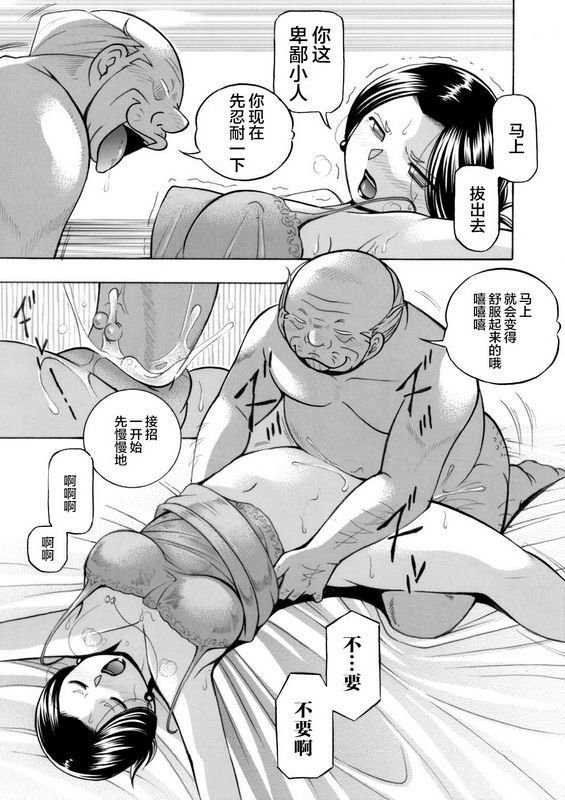 你这
卑鄙小人
马上
拔出去
你现在
先忍耐一下
马上
就会变得
舒服起来的哦
嘻嘻嘻
接招
一开始
先慢慢地
啊啊啊
啊啊
不…要
不要啊